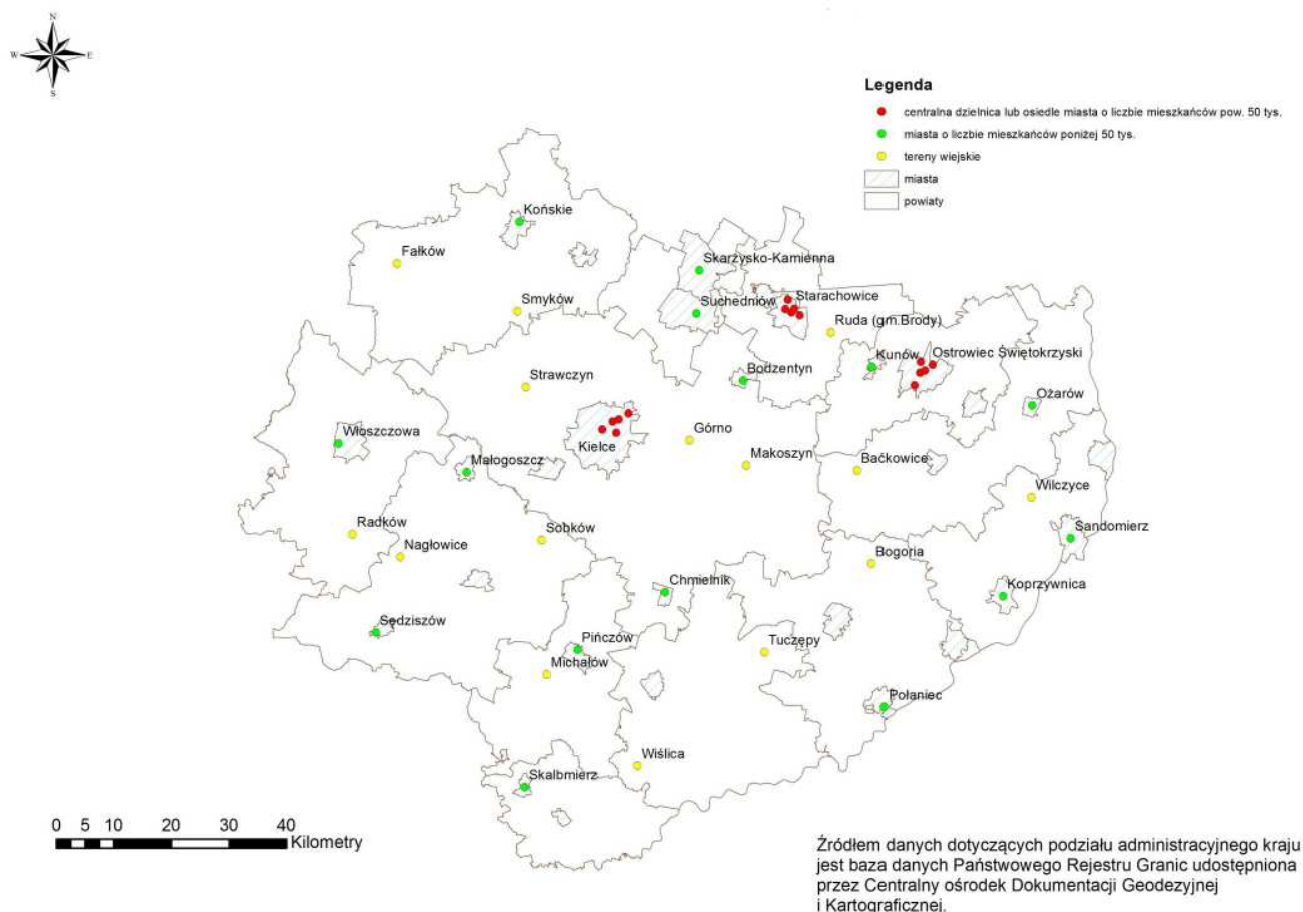 N
W E
S
Legenda
centralna dzielnica lub osiedle miasta o liczbie mieszkańców pow. 50 tys.
miasta o liczbie mieszkańców poniżej 50 tys.
tereny wiejskie
miasta
powiaty
Końskie
Fałków
Skarżysko-Kamienna
Smyków
Suchedniów
Starachowice
Ruda (gm.Brody)
Kunów
Ostrowiec Świętokrzyski
Bodzentyn
Strawczyn
Ożarów
Włoszczowa
Kielce
Górno
Małogoszcz
Makoszyn
Baćkowice
Wilczyce
Radków
Nagłowice
Sobków
Sandomierz
Bogoria
Chmielnik
Koprzywnica
Sędziszów
Pińczów
Michałów
Tuczępy
Połaniec
Wiślica
Skalbmierz
0 5 10 20 30 40
Kilometry
Źródłem danych dotyczących podziału administracyjnego kraju
jest baza danych Państwowego Rejestru Granic udostępniona
przez Centralny ośrodek Dokumentacji Geodezyjnej
i Kartograficznej.